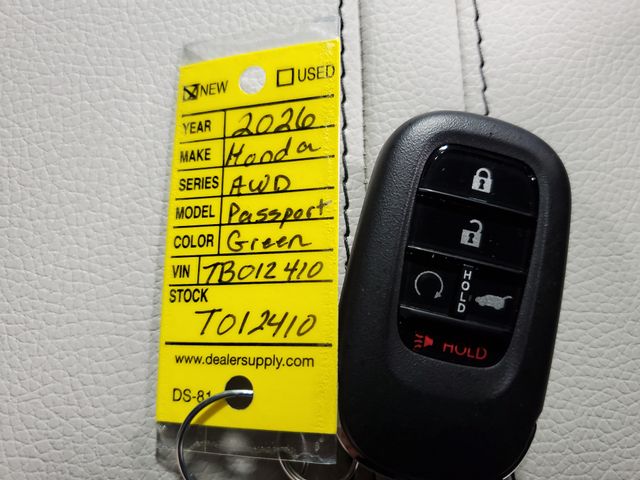 NEW USED
YEAR 2026
MAKE Honda
SERIES AWD
MODEL Passport
COLOR Green
VIN TB012410
STOCK
T012410
www.dealersupply.com
DS-81
HOLD
HOLD